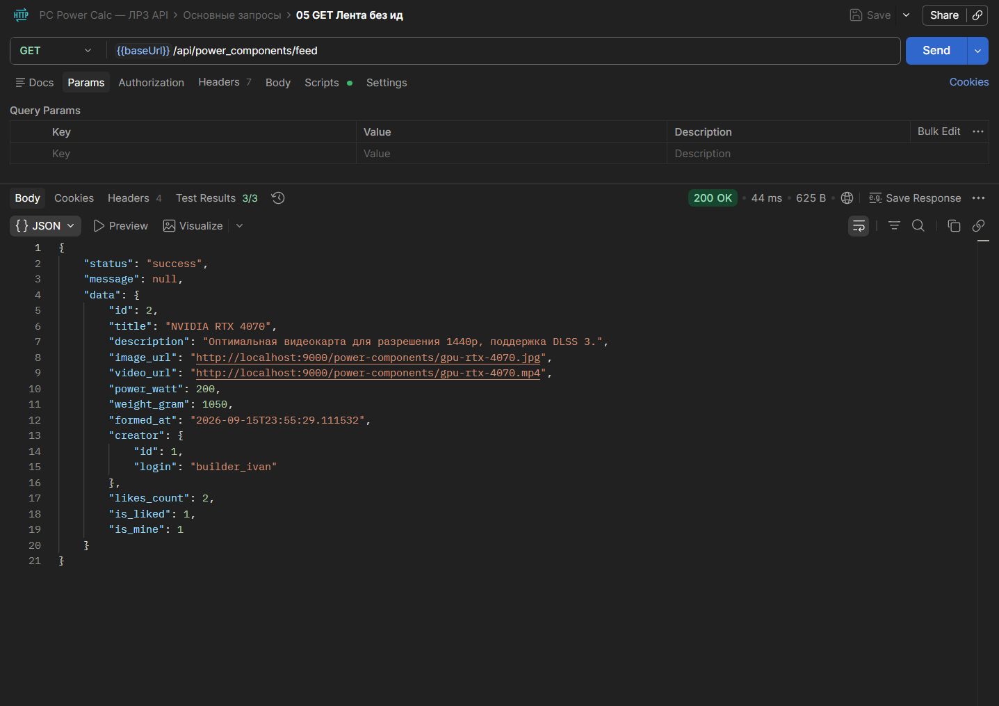 HTTP PC Power Calc — ЛР3 API > Основные запросы > 05 GET Лента без ид Save Share
GET {{baseUrl}} /api/power_components/feed Send
Docs Params Authorization Headers 7 Body Scripts Settings Cookies
Query Params
Key Value Description Bulk Edit
Key Value Description
Body Cookies Headers 4 Test Results 3/3 200 OK 44 ms 625 B e.g. Save Response
{ } JSON Preview Visualize
1 {
2 "status": "success",
3 "message": null,
4 "data": {
5 "id": 2,
6 "title": "NVIDIA RTX 4070",
7 "description": "Оптимальная видеокарта для разрешения 1440p, поддержка DLSS 3.",
8 "image_url": "http://localhost:9000/power-components/gpu-rtx-4070.jpg",
9 "video_url": "http://localhost:9000/power-components/gpu-rtx-4070.mp4",
10 "power_watt": 200,
11 "weight_gram": 1050,
12 "formed_at": "2026-09-15T23:55:29.111532",
13 "creator": {
14 "id": 1,
15 "login": "builder_ivan"
16 },
17 "likes_count": 2,
18 "is_liked": 1,
19 "is_mine": 1
20 }
21 }